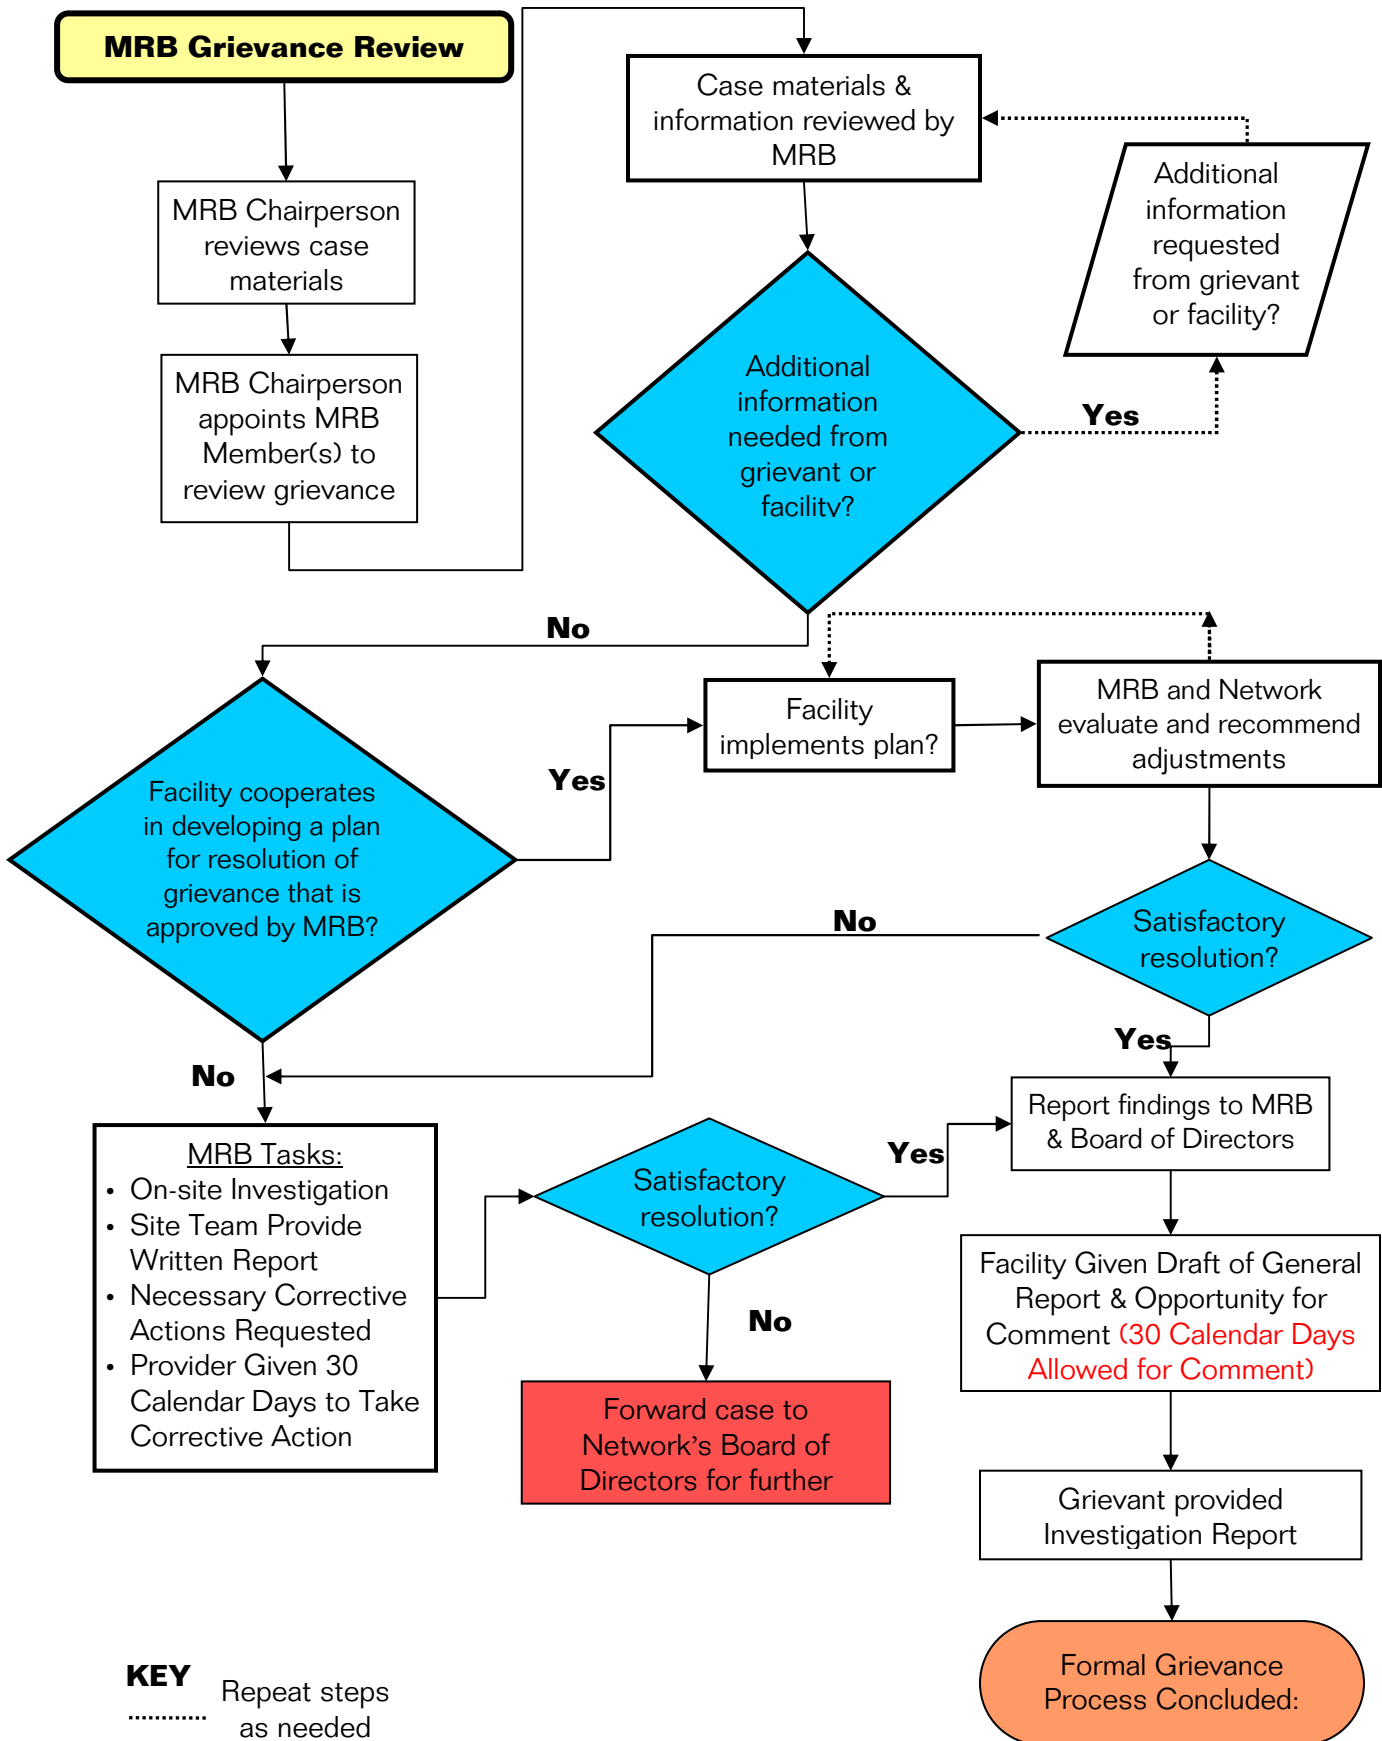 MRB Grievance Review
MRB Chairperson
reviews case
materials
MRB Chairperson
appoints MRB
Member(s) to
review grievance
Case materials &
information reviewed by
MRB
Additional
information
requested
from grievant
or facility?
Additional
information
needed from
grievant or
facility?
Yes
No
Facility cooperates
in developing a plan
for resolution of
grievance that is
approved by MRB?
Yes
Facility
implements plan?
MRB and Network
evaluate and recommend
adjustments
Satisfactory
resolution?
No
Yes
No
MRB Tasks:
• On-site Investigation
• Site Team Provide
Written Report
• Necessary Corrective
Actions Requested
• Provider Given 30
Calendar Days to Take
Corrective Action
Satisfactory
resolution?
Yes
No
Forward case to
Network's Board of
Directors for further
Report findings to MRB
& Board of Directors
Facility Given Draft of General
Report & Opportunity for
Comment (30 Calendar Days
Allowed for Comment)
Grievant provided
Investigation Report
Formal Grievance
Process Concluded:
KEY
Repeat steps
as needed